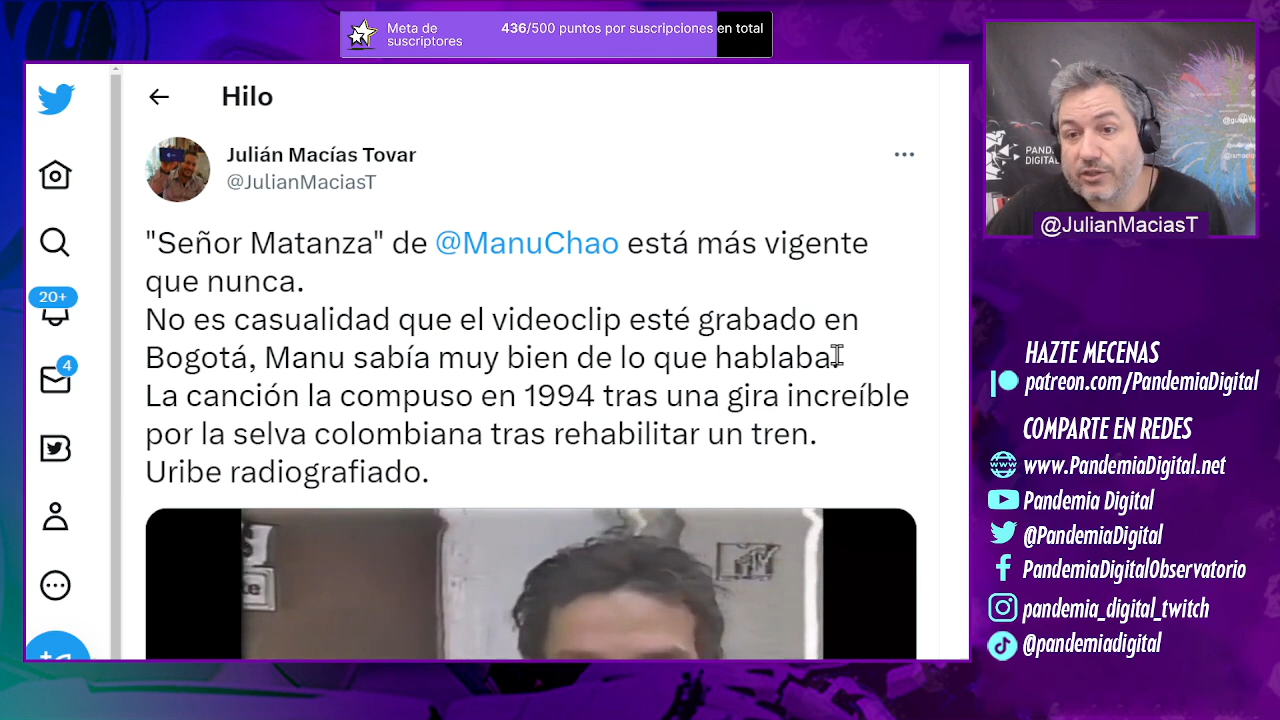 Meta de
suscriptores
436/500 puntos por suscripciones en total
Hilo
Julián Macías Tovar
@JulianMaciasT
"Señor Matanza" de @ManuChao está más vigente
que nunca.
No es casualidad que el videoclip esté grabado en
Bogotá, Manu sabía muy bien de lo que hablaba.
La canción la compuso en 1994 tras una gira increíble
por la selva colombiana tras rehabilitar un tren.
Uribe radiografiado.
20+
4
MTV
PANDE
DIGITAL
@JulianMaciasT
HAZTE MECENAS
patreon.com/PandemiaDigital
COMPARTE EN REDES
www.PandemiaDigital.net
Pandemia Digital
@PandemiaDigital
PandemiaDigitalObservatorio
pandemia_digital_twitch
@pandemiadigital